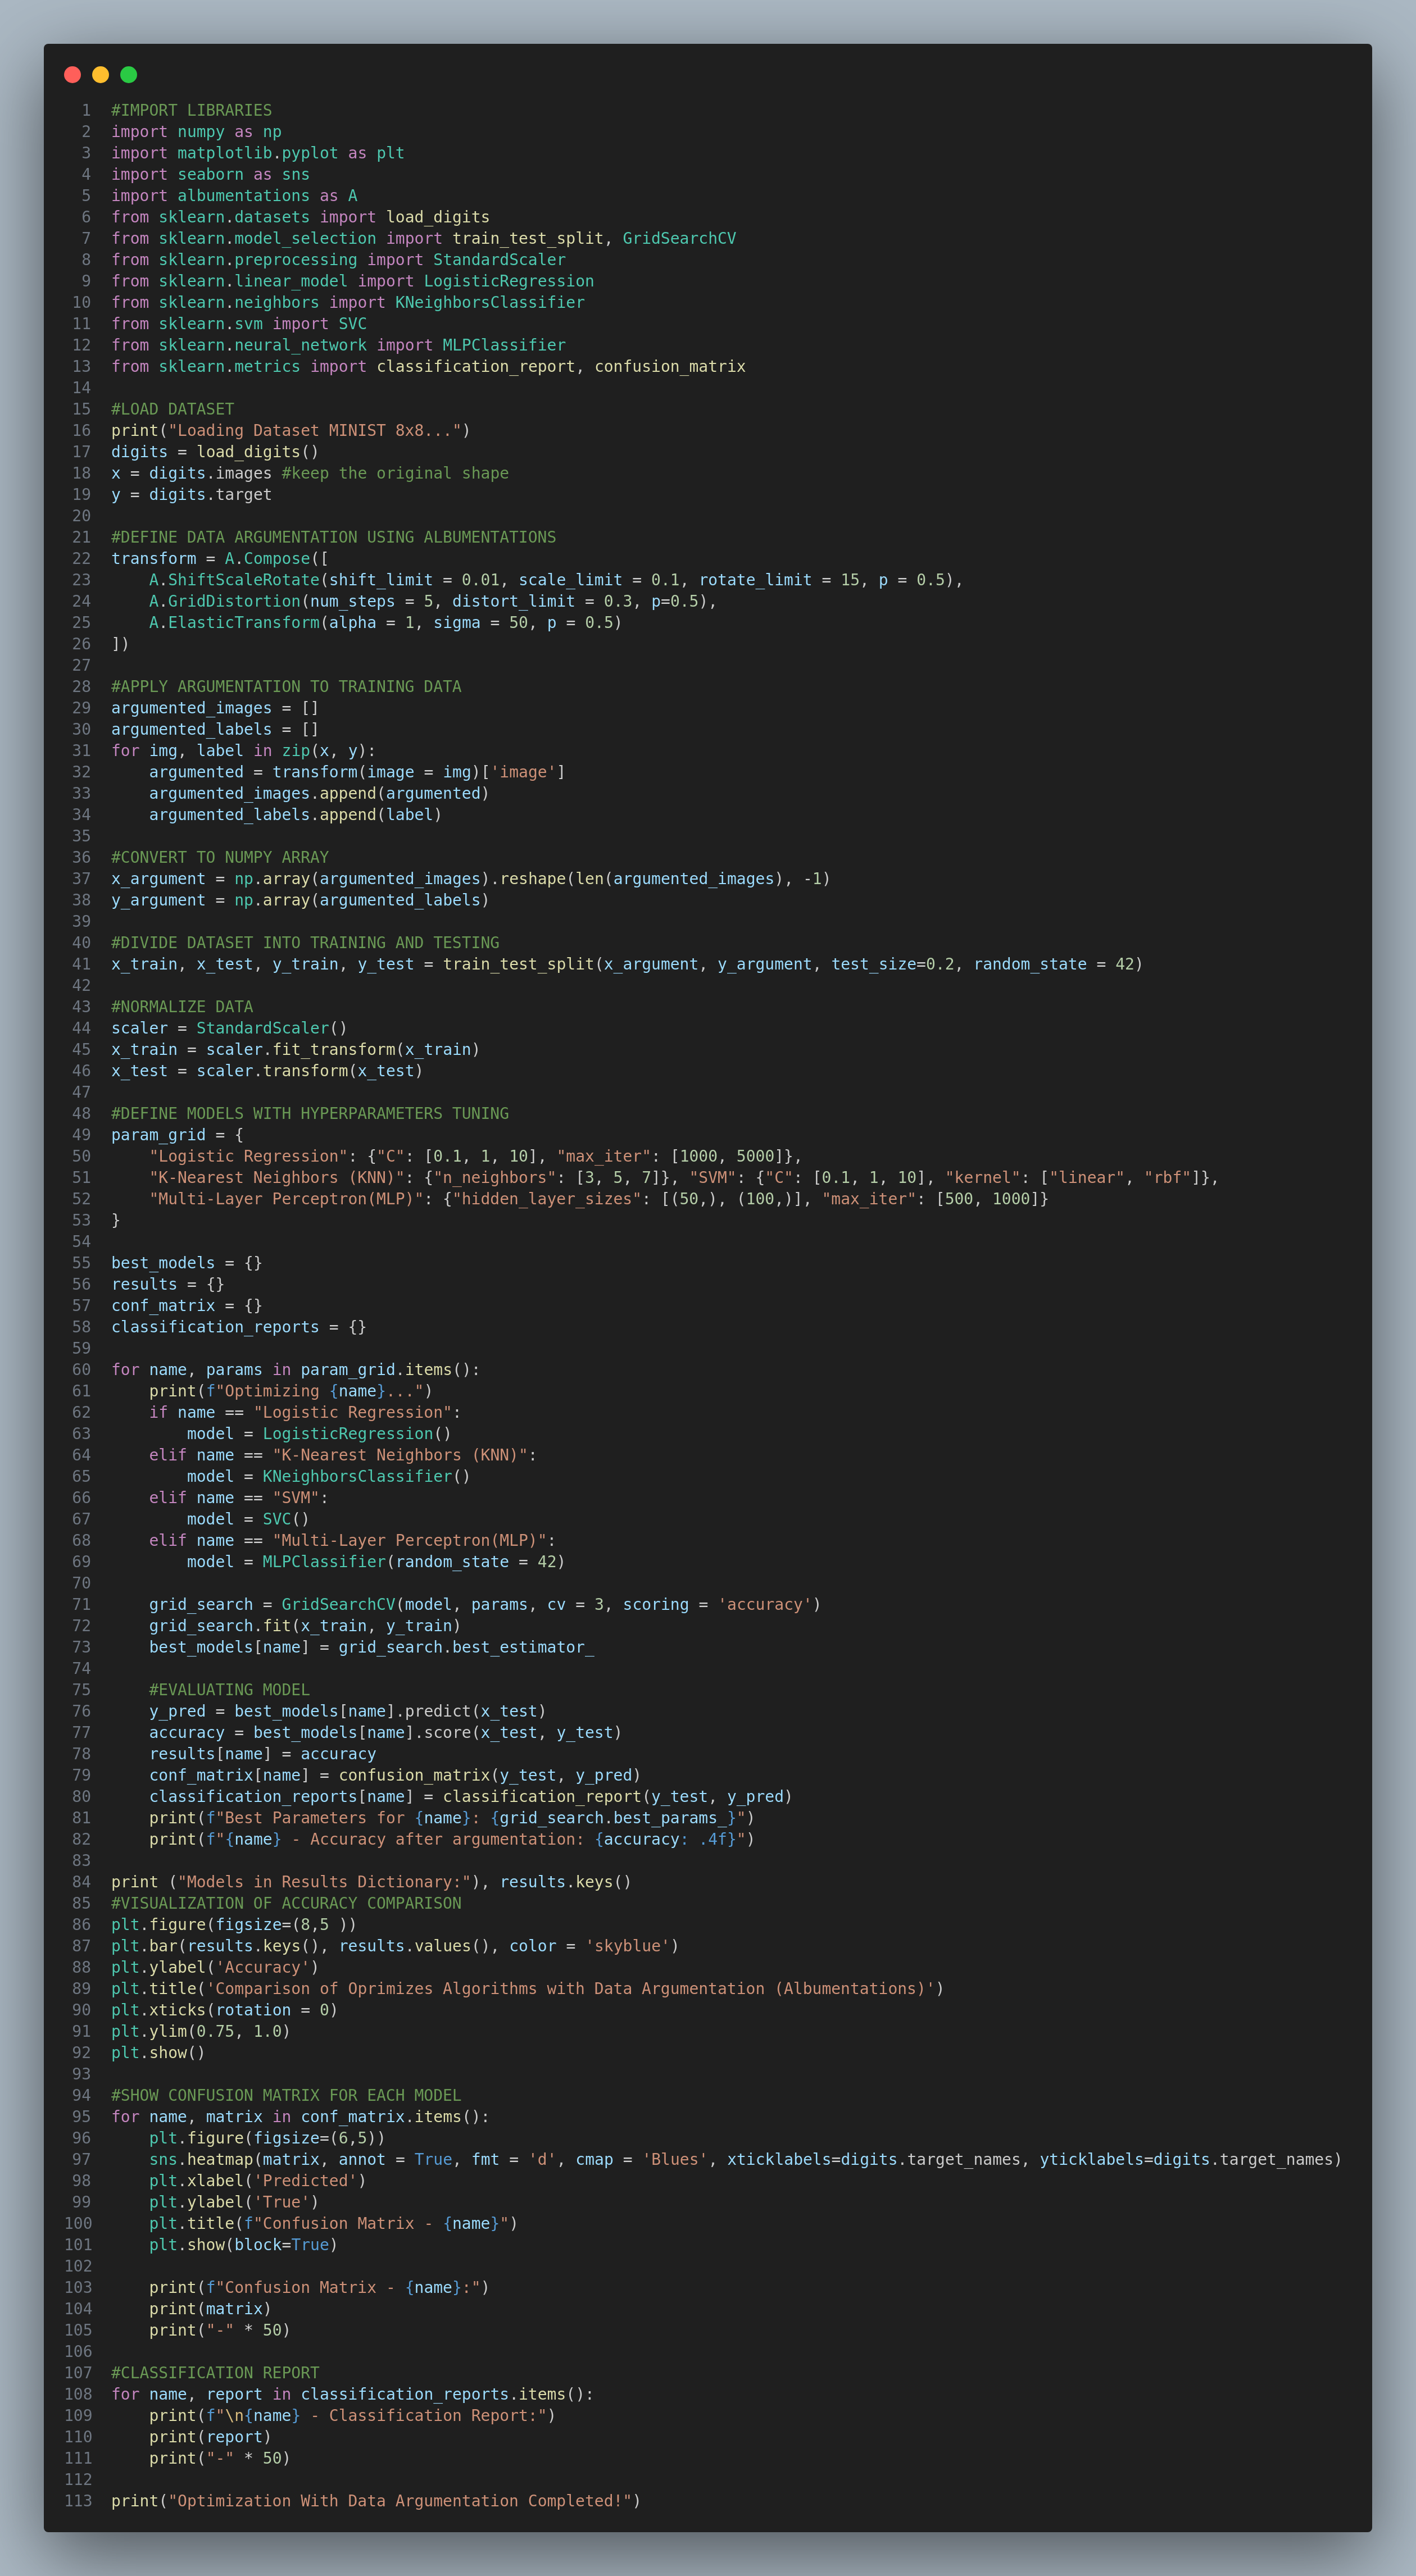 1 #IMPORT LIBRARIES
2 import numpy as np
3 import matplotlib.pyplot as plt
4 import seaborn as sns
5 import albumentations as A
6 from sklearn.datasets import load_digits
7 from sklearn.model_selection import train_test_split, GridSearchCV
8 from sklearn.preprocessing import StandardScaler
9 from sklearn.linear_model import LogisticRegression
10 from sklearn.neighbors import KNeighborsClassifier
11 from sklearn.svm import SVC
12 from sklearn.neural_network import MLPClassifier
13 from sklearn.metrics import classification_report, confusion_matrix
14
15 #LOAD DATASET
16 print("Loading Dataset MINIST 8x8...")
17 digits = load_digits()
18 x = digits.images #keep the original shape
19 y = digits.target
20
21 #DEFINE DATA ARGUMENTATION USING ALBUMENTATIONS
22 transform = A.Compose([
23     A.ShiftScaleRotate(shift_limit = 0.01, scale_limit = 0.1, rotate_limit = 15, p = 0.5),
24     A.GridDistortion(num_steps = 5, distort_limit = 0.3, p=0.5),
25     A.ElasticTransform(alpha = 1, sigma = 50, p = 0.5)
26 ])
27
28 #APPLY ARGUMENTATION TO TRAINING DATA
29 argumented_images = []
30 argumented_labels = []
31 for img, label in zip(x, y):
32     argumented = transform(image = img)['image']
33     argumented_images.append(argumented)
34     argumented_labels.append(label)
35
36 #CONVERT TO NUMPY ARRAY
37 x_argument = np.array(argumented_images).reshape(len(argumented_images), -1)
38 y_argument = np.array(argumented_labels)
39
40 #DIVIDE DATASET INTO TRAINING AND TESTING
41 x_train, x_test, y_train, y_test = train_test_split(x_argument, y_argument, test_size=0.2, random_state = 42)
42
43 #NORMALIZE DATA
44 scaler = StandardScaler()
45 x_train = scaler.fit_transform(x_train)
46 x_test = scaler.transform(x_test)
47
48 #DEFINE MODELS WITH HYPERPARAMETERS TUNING
49 param_grid = {
50     "Logistic Regression": {"C": [0.1, 1, 10], "max_iter": [1000, 5000]},
51     "K-Nearest Neighbors (KNN)": {"n_neighbors": [3, 5, 7]}, "SVM": {"C": [0.1, 1, 10], "kernel": ["linear", "rbf"]},
52     "Multi-Layer Perceptron(MLP)": {"hidden_layer_sizes": [(50,), (100,)], "max_iter": [500, 1000]}
53 }
54
55 best_models = {}
56 results = {}
57 conf_matrix = {}
58 classification_reports = {}
59
60 for name, params in param_grid.items():
61     print(f"Optimizing {name}...")
62     if name == "Logistic Regression":
63         model = LogisticRegression()
64     elif name == "K-Nearest Neighbors (KNN)":
65         model = KNeighborsClassifier()
66     elif name == "SVM":
67         model = SVC()
68     elif name == "Multi-Layer Perceptron(MLP)":
69         model = MLPClassifier(random_state = 42)
70
71     grid_search = GridSearchCV(model, params, cv = 3, scoring = 'accuracy')
72     grid_search.fit(x_train, y_train)
73     best_models[name] = grid_search.best_estimator_
74
75     #EVALUATING MODEL
76     y_pred = best_models[name].predict(x_test)
77     accuracy = best_models[name].score(x_test, y_test)
78     results[name] = accuracy
79     conf_matrix[name] = confusion_matrix(y_test, y_pred)
80     classification_reports[name] = classification_report(y_test, y_pred)
81     print(f"Best Parameters for {name}: {grid_search.best_params_}")
82     print(f"{name} - Accuracy after argumentation: {accuracy: .4f}")
83
84 print ("Models in Results Dictionary:"), results.keys()
85 #VISUALIZATION OF ACCURACY COMPARISON
86 plt.figure(figsize=(8,5 ))
87 plt.bar(results.keys(), results.values(), color = 'skyblue')
88 plt.ylabel('Accuracy')
89 plt.title('Comparison of Oprimizes Algorithms with Data Argumentation (Albumentations)')
90 plt.xticks(rotation = 0)
91 plt.ylim(0.75, 1.0)
92 plt.show()
93
94 #SHOW CONFUSION MATRIX FOR EACH MODEL
95 for name, matrix in conf_matrix.items():
96     plt.figure(figsize=(6,5))
97     sns.heatmap(matrix, annot = True, fmt = 'd', cmap = 'Blues', xticklabels=digits.target_names, yticklabels=digits.target_names)
98     plt.xlabel('Predicted')
99     plt.ylabel('True')
100     plt.title(f"Confusion Matrix - {name}")
101     plt.show(block=True)
102
103     print(f"Confusion Matrix - {name}:")
104     print(matrix)
105     print("-" * 50)
106
107 #CLASSIFICATION REPORT
108 for name, report in classification_reports.items():
109     print(f"\n{name} - Classification Report:")
110     print(report)
111     print("-" * 50)
112
113 print("Optimization With Data Argumentation Completed!")